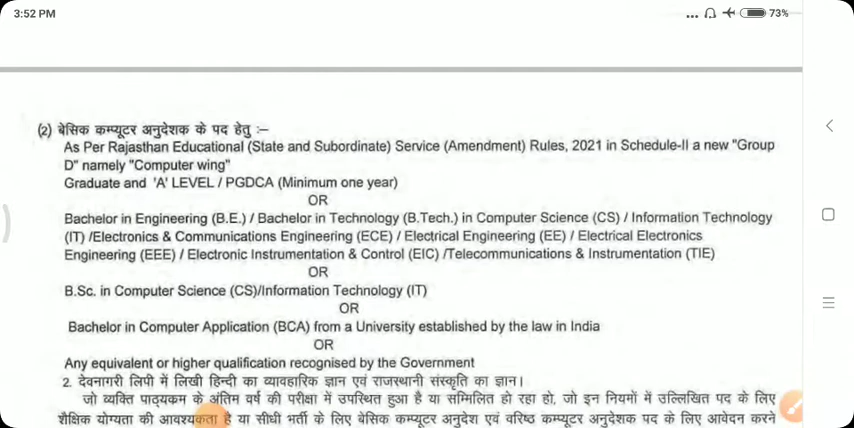 3:52 PM
... 73%
(2) बेसिक कम्प्यूटर अनुदेशक के पद हेतु :–
As Per Rajasthan Educational (State and Subordinate) Service (Amendment) Rules, 2021 in Schedule-II a new "Group
D" namely "Computer wing"
Graduate and 'A' LEVEL / PGDCA (Minimum one year)
OR
Bachelor in Engineering (B.E.) / Bachelor in Technology (B.Tech.) in Computer Science (CS) / Information Technology
(IT) /Electronics & Communications Engineering (ECE) / Electrical Engineering (EE) / Electrical Electronics
Engineering (EEE) / Electronic Instrumentation & Control (EIC) /Telecommunications & Instrumentation (TIE)
OR
B.Sc. in Computer Science (CS)/Information Technology (IT)
OR
Bachelor in Computer Application (BCA) from a University established by the law in India
OR
Any equivalent or higher qualification recognised by the Government
2. देवनागरी लिपी में लिखी हिन्दी का व्यावहारिक ज्ञान एवं राजस्थानी संस्कृति का ज्ञान।
जो व्यक्ति पाठ्यकम के अंतिम वर्ष की परीक्षा में उपस्थित हुआ है या सम्मिलित हो रहा हो, जो इन नियमों में उल्लिखित पद के लिए
शैक्षिक योग्यता की आवश्यकता है या सीधी भर्ती के लिए बेसिक कम्प्यूटर अनुदेश एवं वरिष्ठ कम्प्यूटर अनुदेशक पद के लिए आवेदन करने